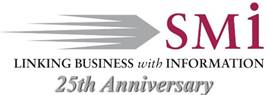 SMi
LINKING BUSINESS with INFORMATION
25th Anniversary